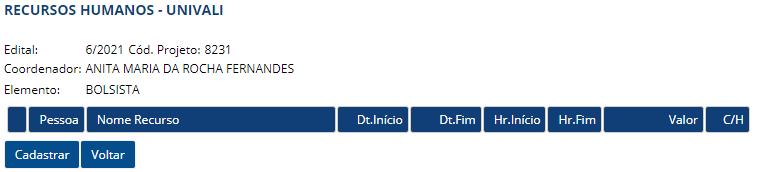 RECURSOS HUMANOS - UNIVALI
Edital: 6/2021 Cód. Projeto: 8231
Coordenador: ANITA MARIA DA ROCHA FERNANDES
Elemento: BOLSISTA
Pessoa Nome Recurso Dt.Início Dt.Fim Hr.Início Hr.Fim Valor C/H
Cadastrar Voltar